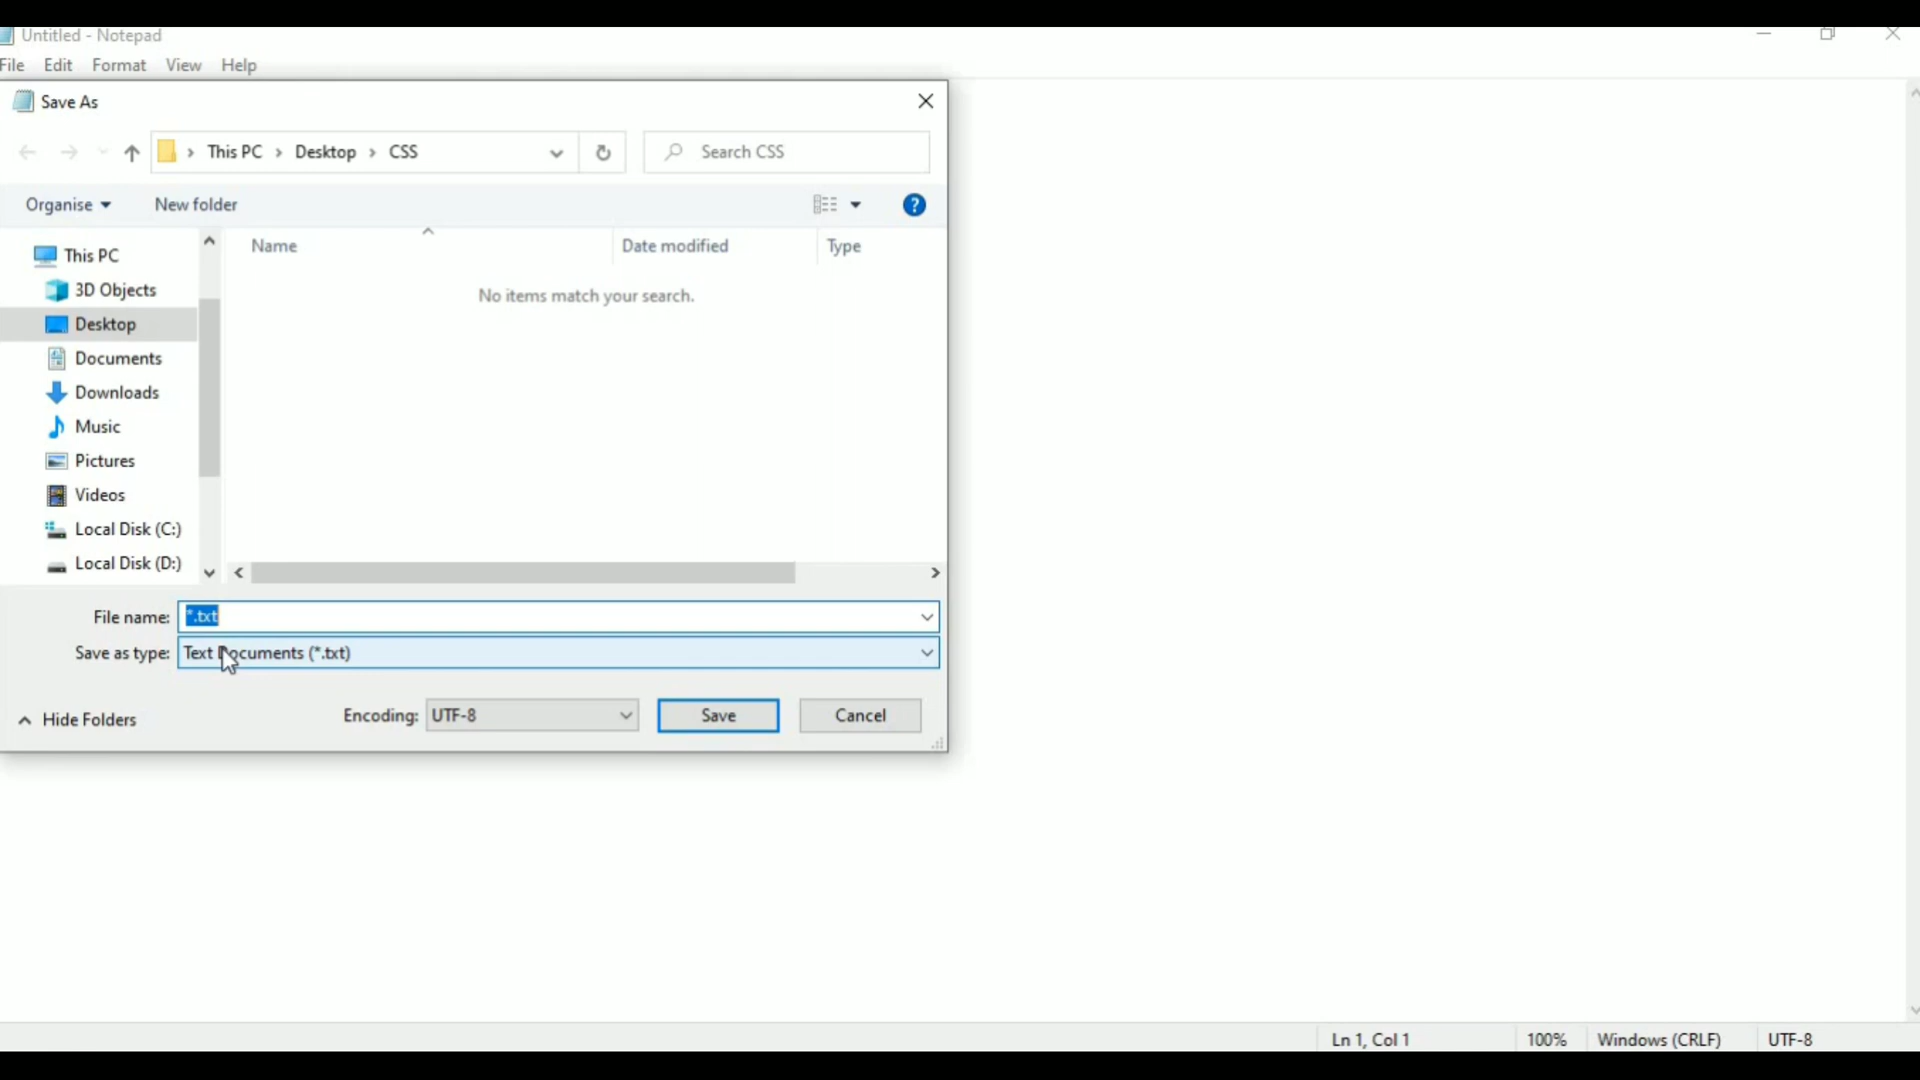 Untitled - Notepad
File Edit Format View Help
Save As
This PC > Desktop > CSS
Search CSS
Organise
New folder
This PC
3D Objects
Desktop
Documents
Downloads
Music
Pictures
Videos
Local Disk (C:)
Local Disk (D:)
Name Date modified Type
No items match your search.
File name: *.txt
Save as type: Text Documents (*.txt)
Hide Folders
Encoding: UTF-8
Save
Cancel
Ln 1, Col 1 100% Windows (CRLF) UTF-8